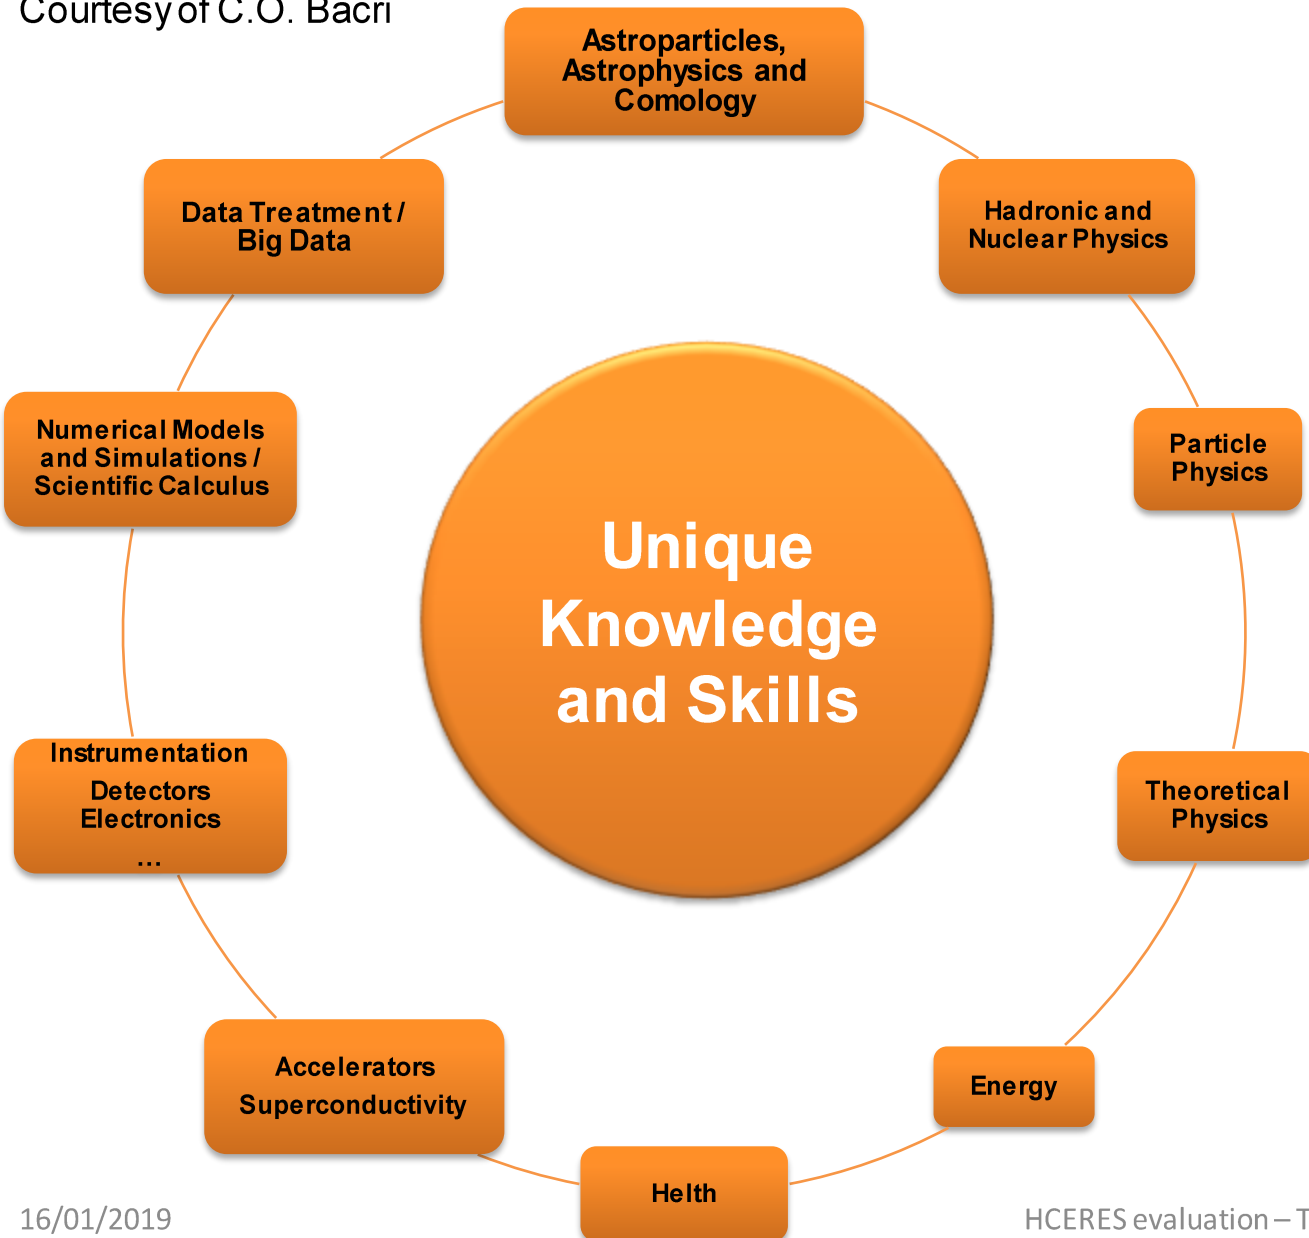 Courtesy of C.O. Bacri
Astroparticles,
Astrophysics and
Comology
Data Treatment /
Big Data
Hadronic and
Nuclear Physics
Numerical Models
and Simulations /
Scientific Calculus
Particle
Physics
Unique
Knowledge
and Skills
Instrumentation
Detectors
Electronics
...
Theoretical
Physics
Accelerators
Superconductivity
Energy
Helth
16/01/2019
HCERES evaluation – T